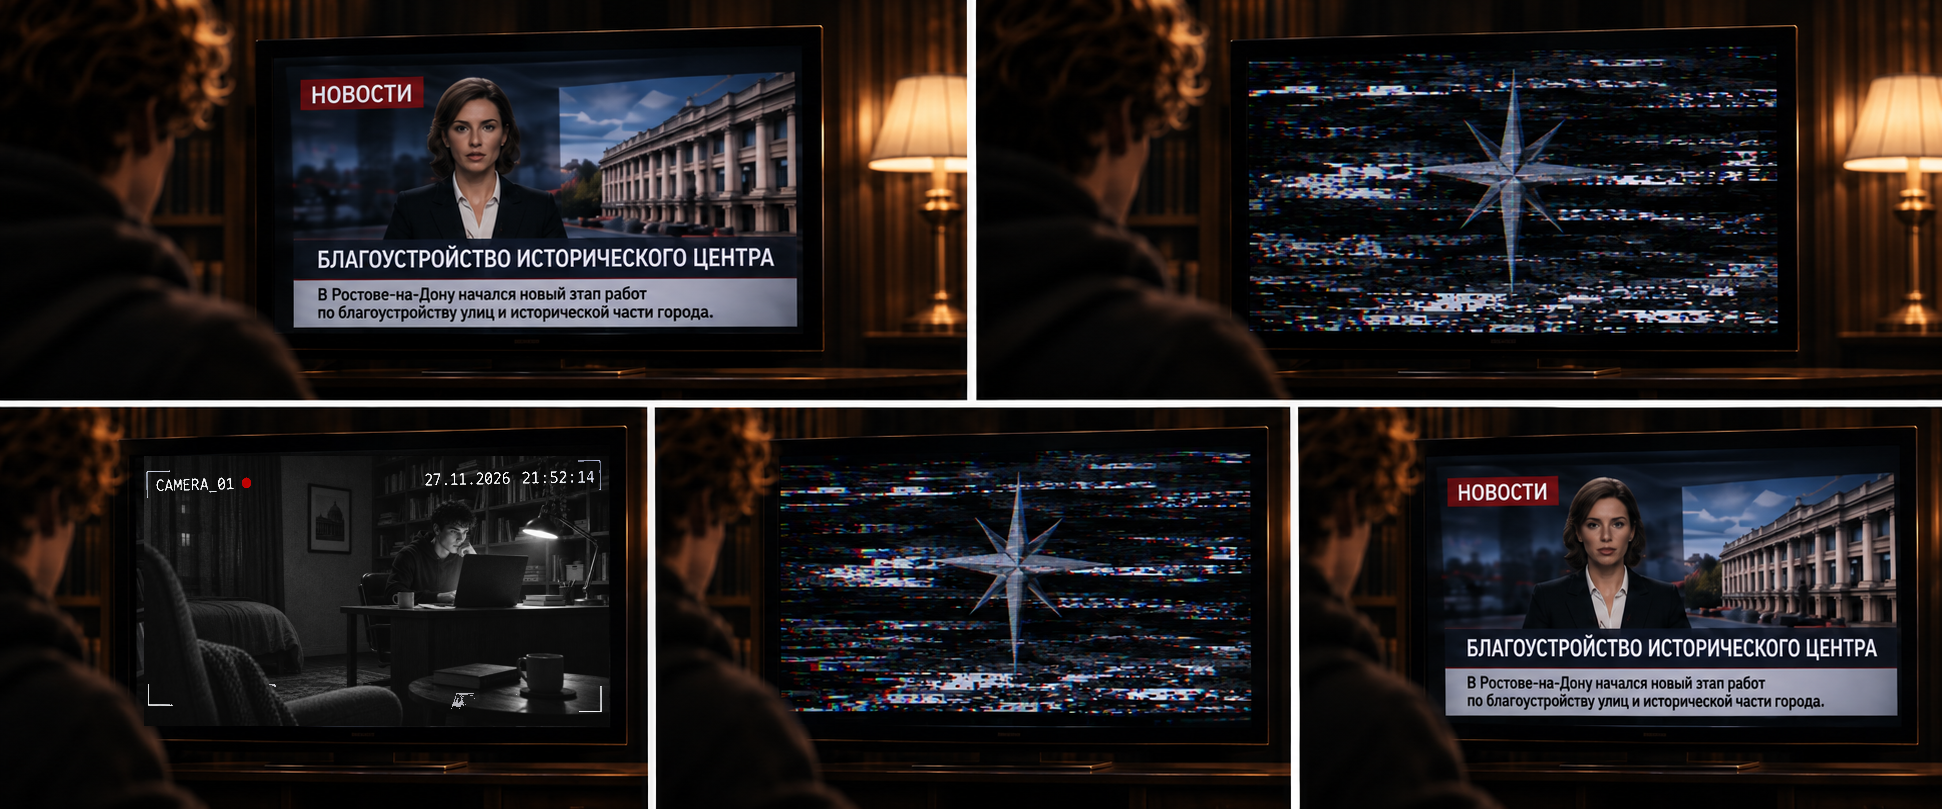 НОВОСТИ
БЛАГОУСТРОЙСТВО ИСТОРИЧЕСКОГО ЦЕНТРА
В Ростове-на-Дону начался новый этап работ
по благоустройству улиц и исторической части города.
CAMERA_01
27.11.2026 21:52:14
НОВОСТИ
БЛАГОУСТРОЙСТВО ИСТОРИЧЕСКОГО ЦЕНТРА
В Ростове-на-Дону начался новый этап работ
по благоустройству улиц и исторической части города.